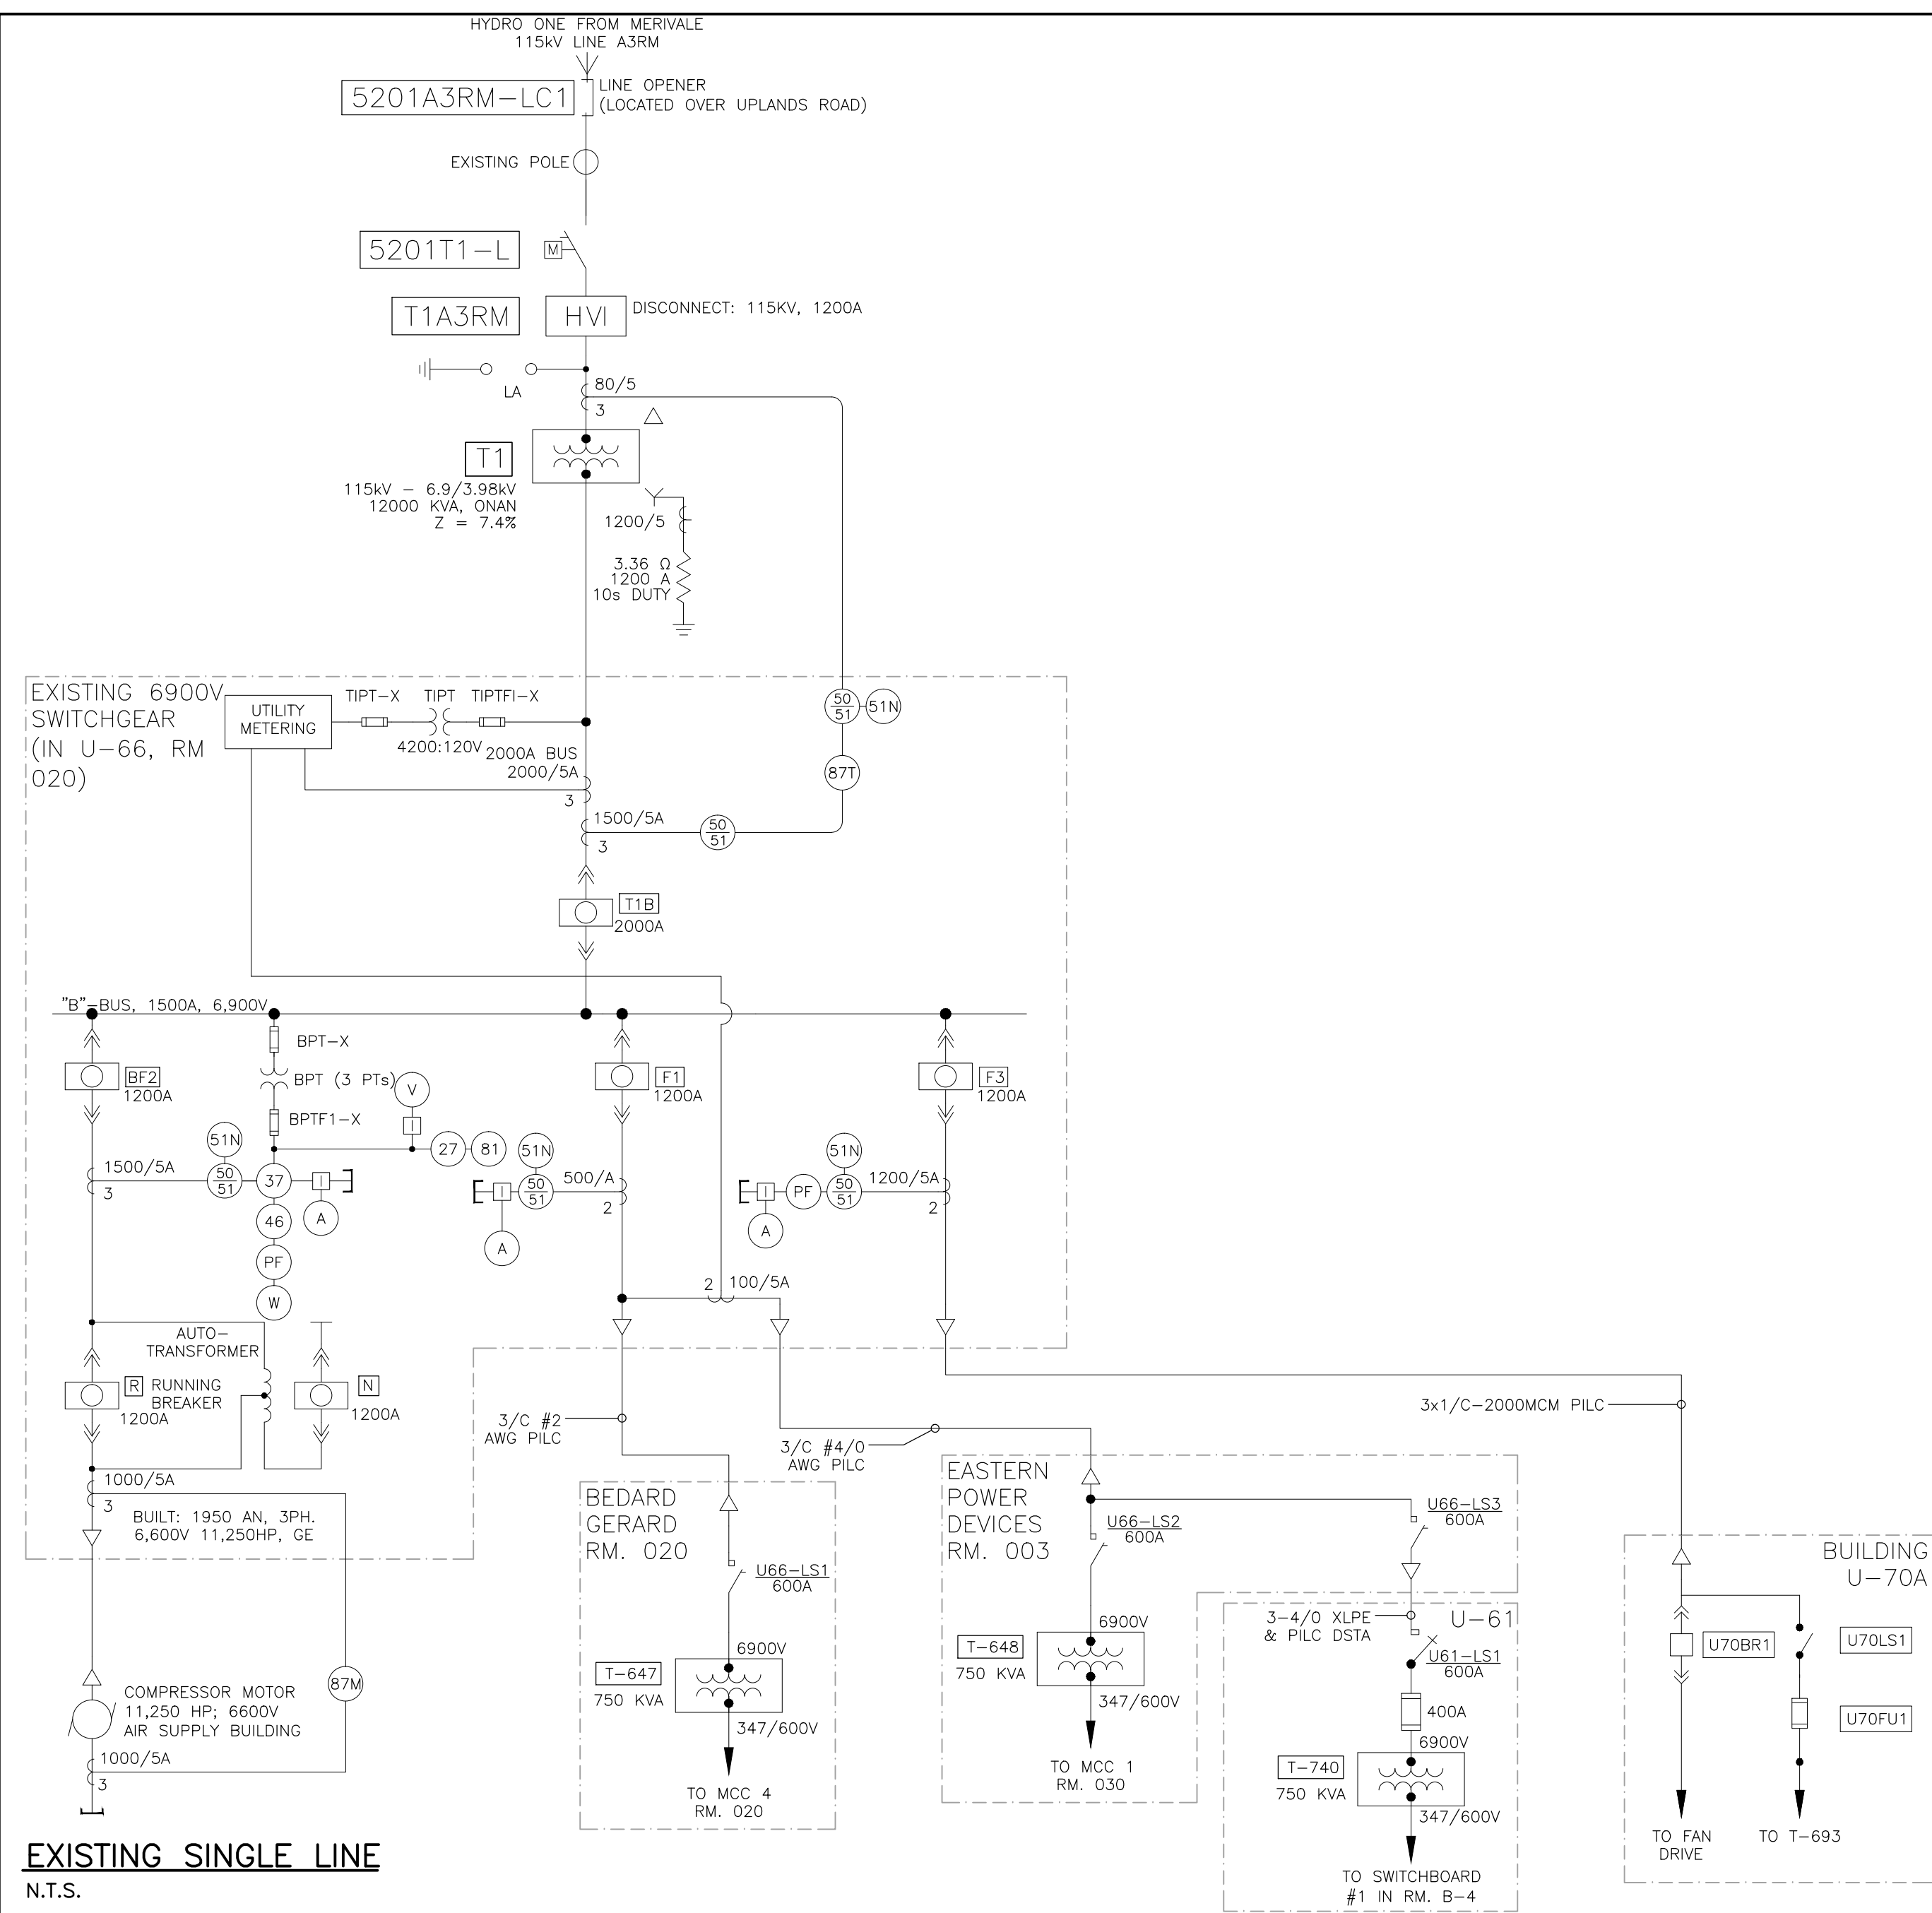 HYDRO ONE FROM MERIVALE
115kV LINE A3RM
5201A3RM-LC1
LINE OPENER
(LOCATED OVER UPLANDS ROAD)
EXISTING POLE
5201T1-L
M
T1A3RM
HVI
DISCONNECT: 115KV, 1200A
LA
80/5
3
T1
115kV - 6.9/3.98kV
12000 KVA, ONAN
Z = 7.4%
1200/5
3.36 Ω
1200 A
10s DUTY
EXISTING 6900V
SWITCHGEAR
(IN U-66, RM
020)
UTILITY
METERING
TIPT-X
TIPT
TIPTFI-X
4200:120V
2000A BUS
2000/5A
3
50
51
51N
87T
1500/5A
3
50
51
T1B
2000A
"B"-BUS, 1500A, 6,900V
BF2
1200A
BPT-X
BPT (3 PTs)
BPTF1-X
V
I
27
81
F1
1200A
F3
1200A
1500/5A
3
51N
50
51
37
I
A
46
PF
W
51N
I
50
51
500/A
2
A
51N
I
PF
50
51
1200/5A
2
A
2
100/5A
AUTO-
TRANSFORMER
R
RUNNING
BREAKER
1200A
N
1200A
1000/5A
3
BUILT: 1950 AN, 3PH.
6,600V 11,250HP, GE
87M
COMPRESSOR MOTOR
11,250 HP; 6600V
AIR SUPPLY BUILDING
1000/5A
3
3/C #2
AWG PILC
3/C #4/0
AWG PILC
3x1/C-2000MCM PILC
BEDARD
GERARD
RM. 020
U66-LS1
600A
6900V
T-647
750 KVA
347/600V
TO MCC 4
RM. 020
EASTERN
POWER
DEVICES
RM. 003
U66-LS2
600A
U66-LS3
600A
6900V
T-648
750 KVA
347/600V
TO MCC 1
RM. 030
3-4/0 XLPE
& PILC DSTA
U-61
U61-LS1
600A
400A
6900V
T-740
750 KVA
347/600V
TO SWITCHBOARD
#1 IN RM. B-4
BUILDING
U-70A
U70BR1
U70LS1
U70FU1
TO FAN
DRIVE
TO T-693
EXISTING SINGLE LINE
N.T.S.